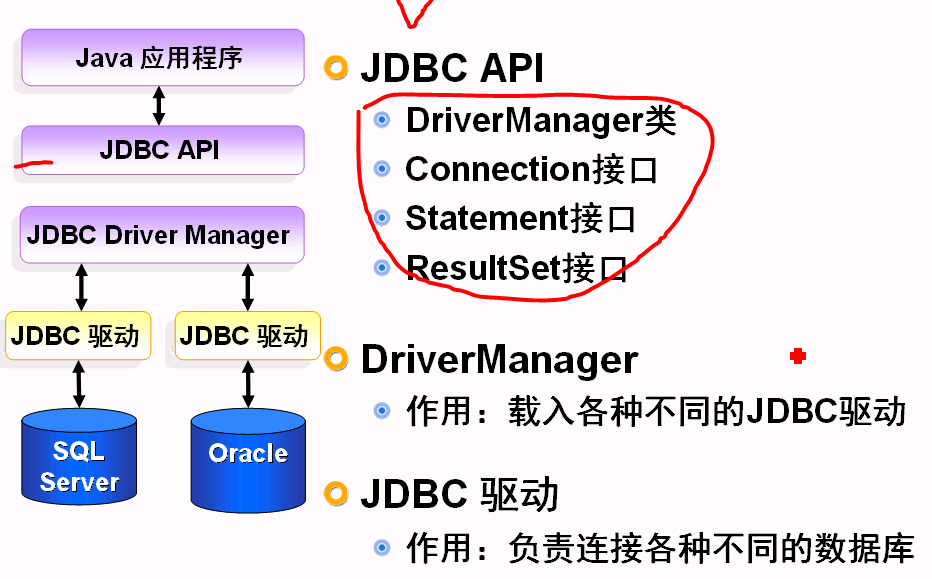 Java 应用程序
JDBC API
JDBC Driver Manager
JDBC 驱动
JDBC 驱动
SQL
Server
Oracle
JDBC API
DriverManager类
Connection接口
Statement接口
ResultSet接口
DriverManager
作用：载入各种不同的JDBC驱动
JDBC 驱动
作用：负责连接各种不同的数据库